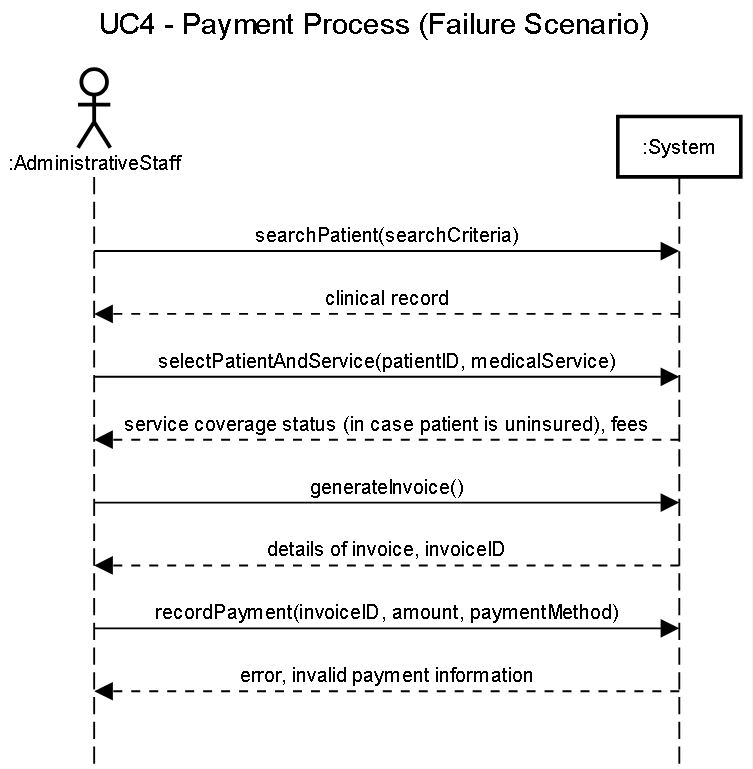 UC4 - Payment Process (Failure Scenario)
:AdministrativeStaff
:System
searchPatient(searchCriteria)
clinical record
selectPatientAndService(patientID, medicalService)
service coverage status (in case patient is uninsured), fees
generateInvoice()
details of invoice, invoiceID
recordPayment(invoiceID, amount, paymentMethod)
error, invalid payment information